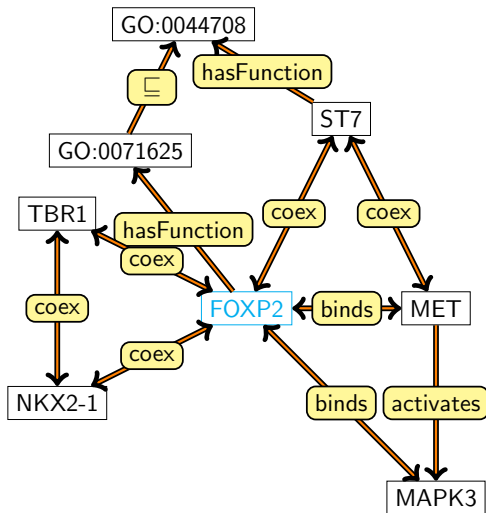 GO:0044708
hasFunction
⊑
ST7
GO:0071625
TBR1
hasFunction
coex
coex
coex
FOXP2
binds
MET
coex
coex
NKX2-1
binds
activates
MAPK3